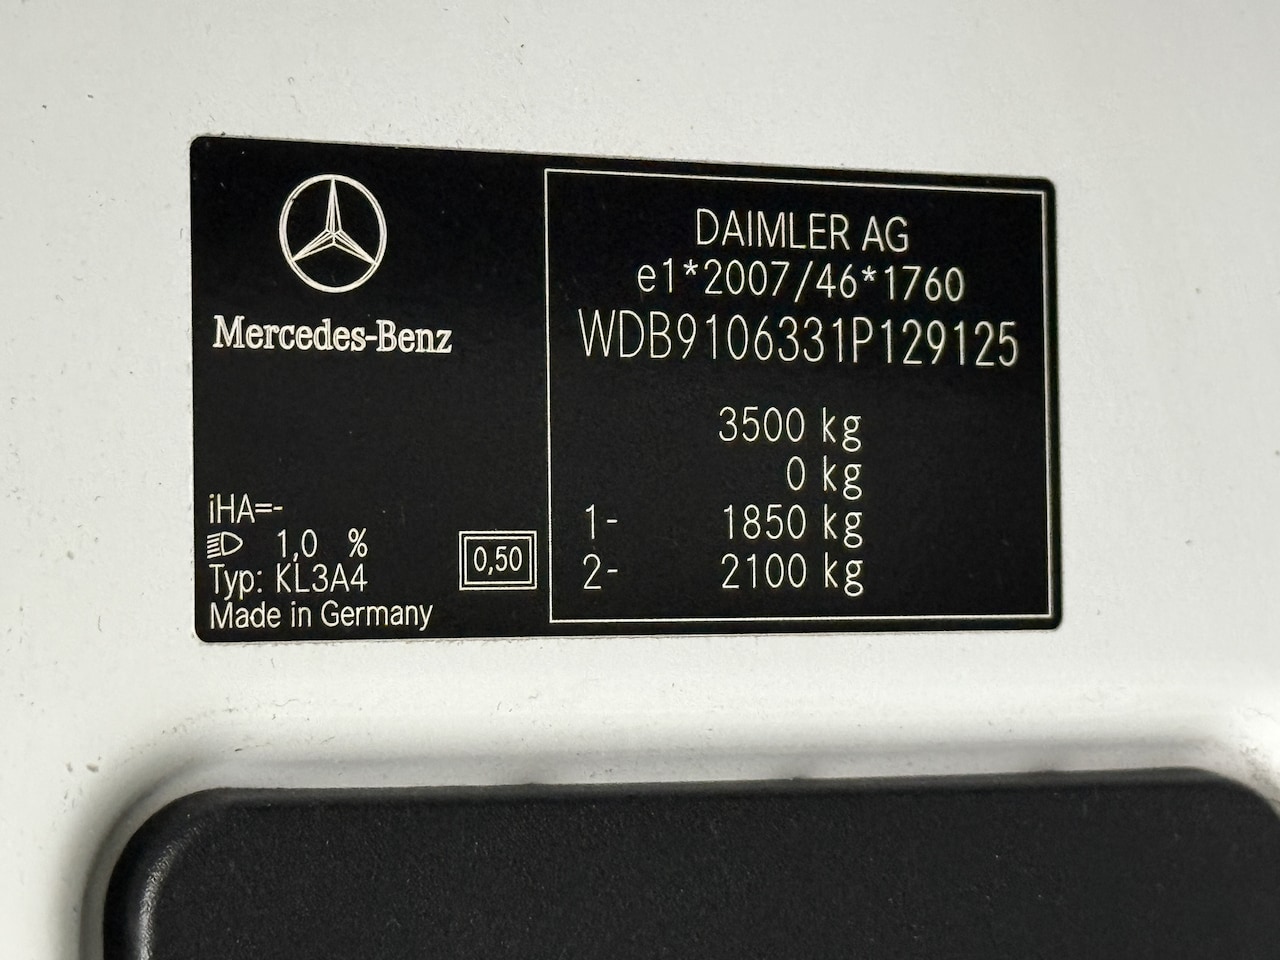 Mercedes-Benz
iHA=-
1,0 %
Typ: KL3A4
Made in Germany
0,50
DAIMLER AG
e1*2007/46*1760
WDB9106331P129125
3500 kg
0 kg
1- 1850 kg
2- 2100 kg